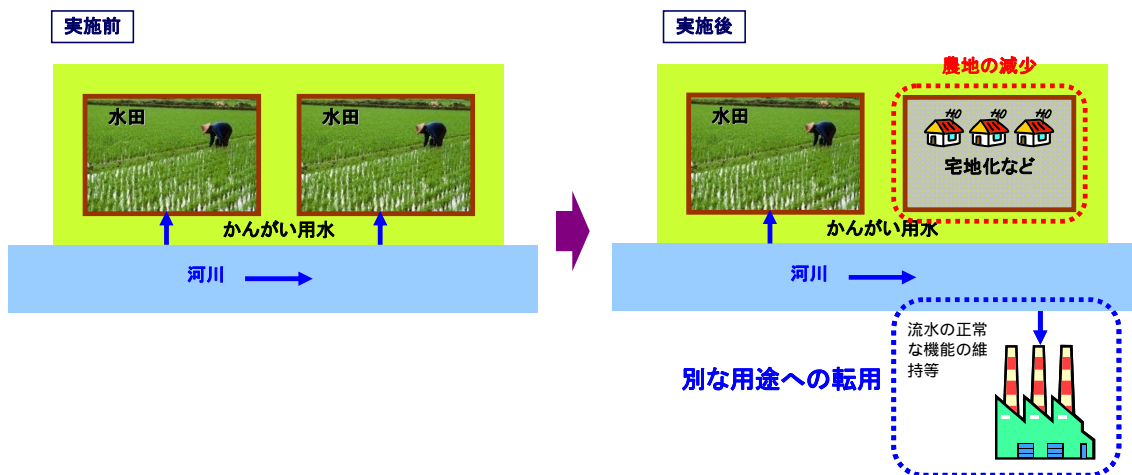 実施前
水田
水田
かんがい用水
河川
実施後
農地の減少
水田
宅地化など
かんがい用水
河川
流水の正常
な機能の維
持等
別な用途への転用